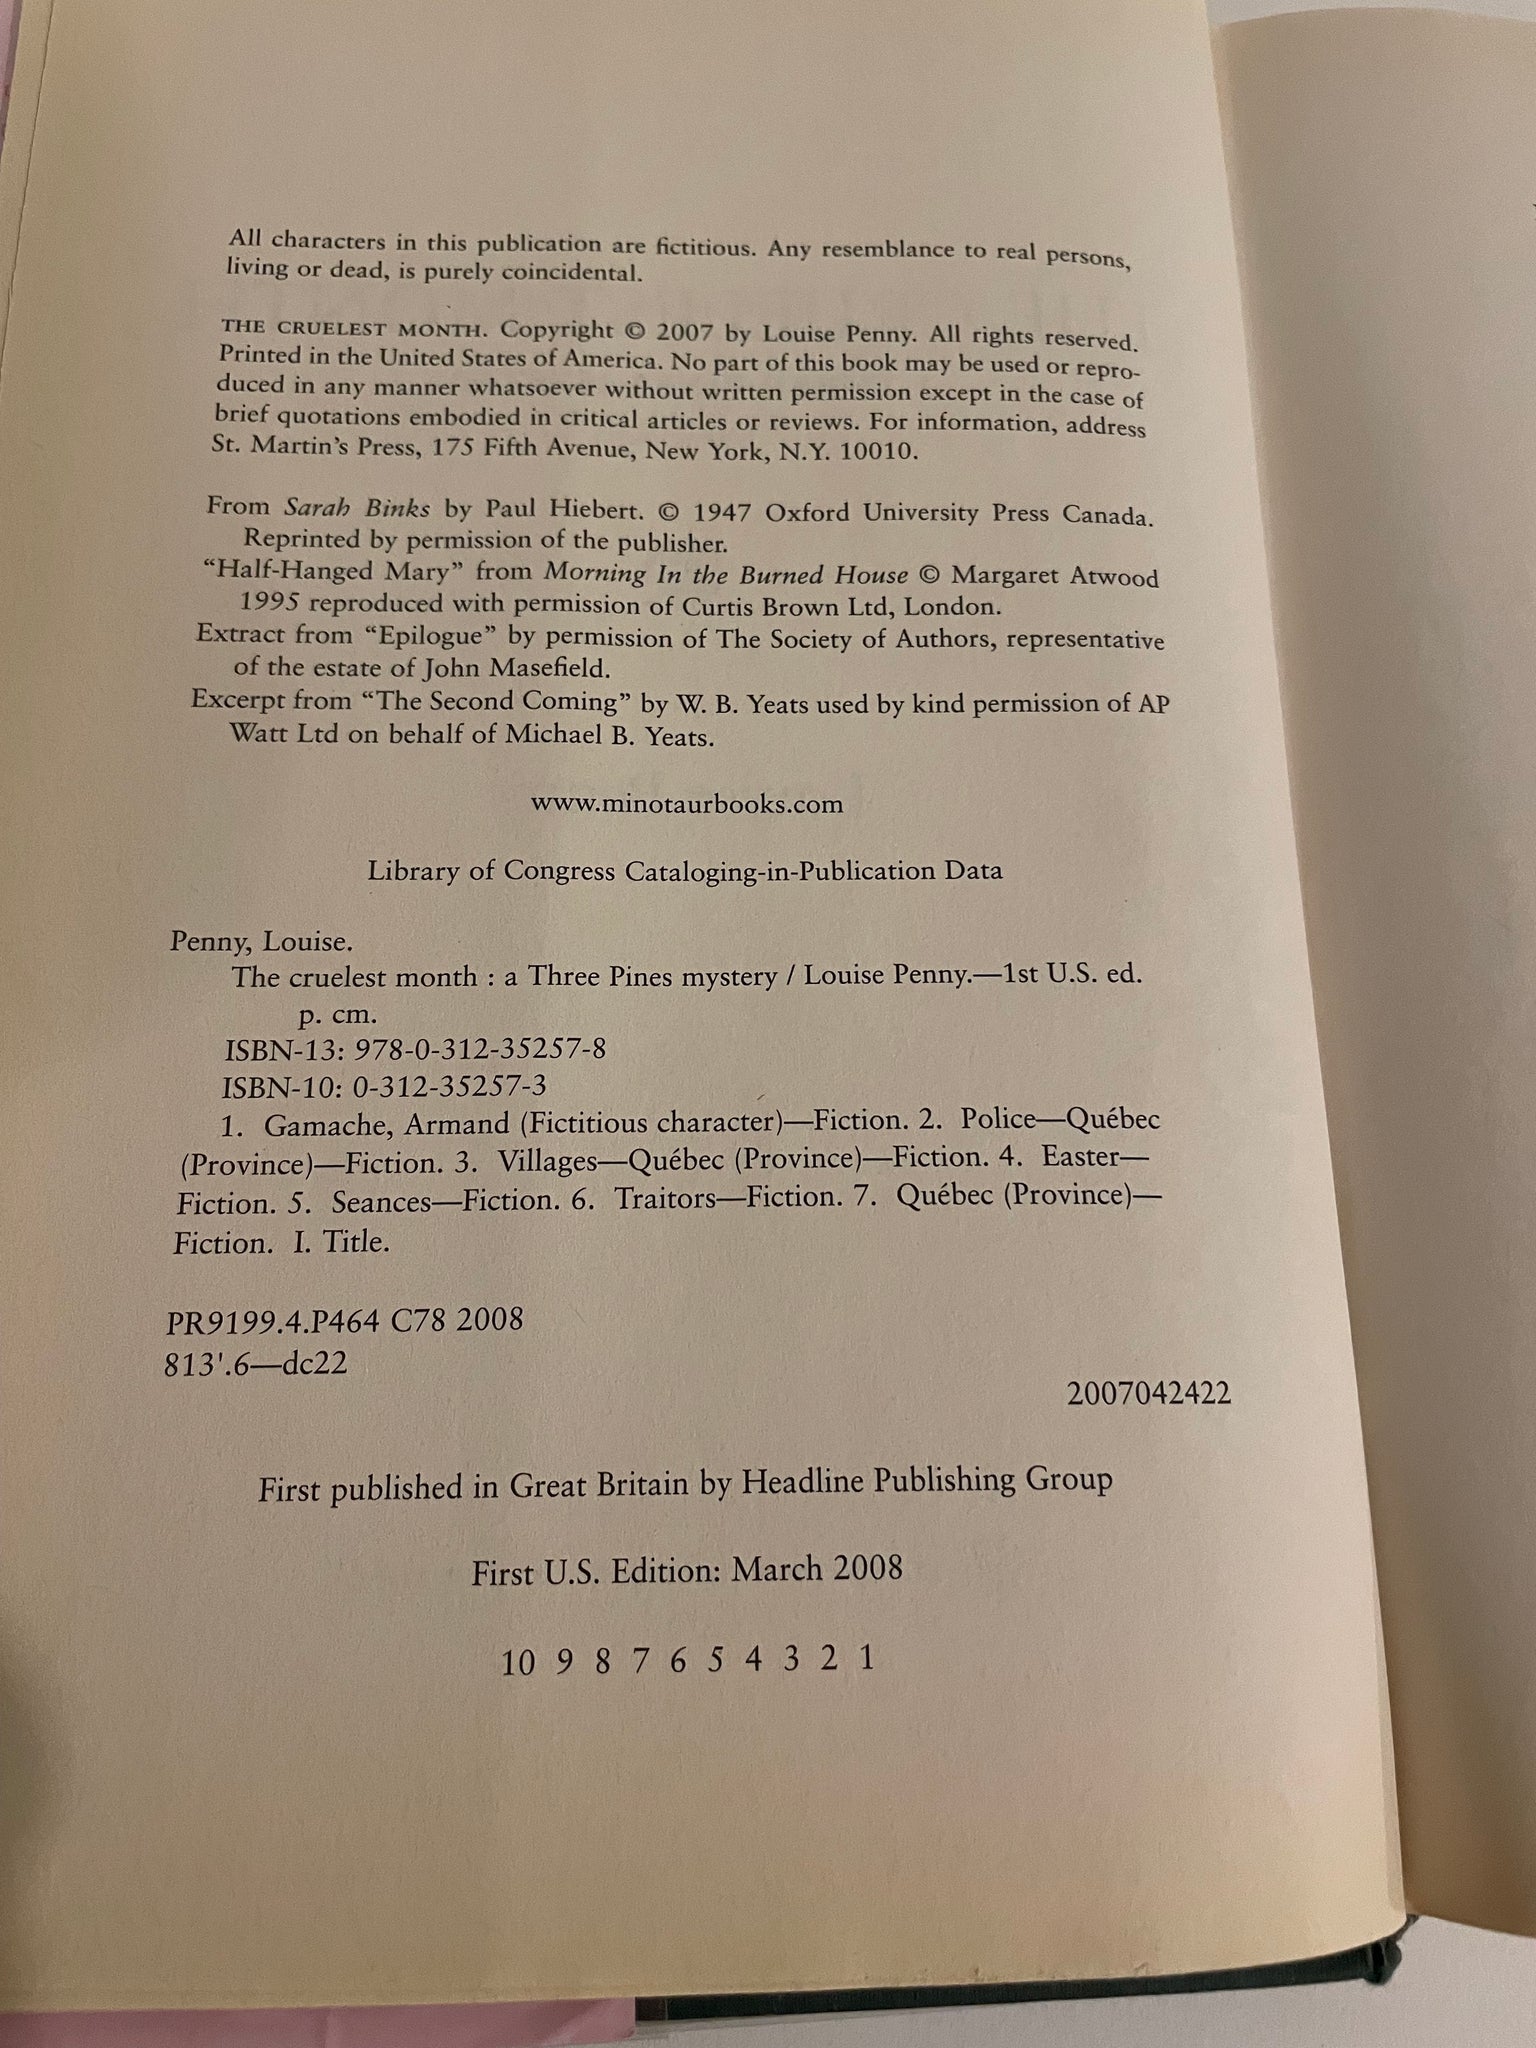 All characters in this publication are fictitious. Any resemblance to real persons,
living or dead, is purely coincidental.
THE CRUELEST MONTH. Copyright © 2007 by Louise Penny. All rights reserved.
Printed in the United States of America. No part of this book may be used or repro-
duced in any manner whatsoever without written permission except in the case of
brief quotations embodied in critical articles or reviews. For information, address
St. Martin's Press, 175 Fifth Avenue, New York, N.Y. 10010.
From Sarah Binks by Paul Hiebert. © 1947 Oxford University Press Canada.
Reprinted by permission of the publisher.
“Half-Hanged Mary” from Morning In the Burned House © Margaret Atwood
1995 reproduced with permission of Curtis Brown Ltd, London.
Extract from “Epilogue” by permission of The Society of Authors, representative
of the estate of John Masefield.
Excerpt from “The Second Coming” by W. B. Yeats used by kind permission of AP
Watt Ltd on behalf of Michael B. Yeats.
www.minotaurbooks.com
Library of Congress Cataloging-in-Publication Data
Penny, Louise.
The cruelest month : a Three Pines mystery / Louise Penny.—1st U.S. ed.
p. cm.
ISBN-13: 978-0-312-35257-8
ISBN-10: 0-312-35257-3
1. Gamache, Armand (Fictitious character)—Fiction. 2. Police—Québec
(Province)—Fiction. 3. Villages—Québec (Province)—Fiction. 4. Easter—
Fiction. 5. Seances—Fiction. 6. Traitors—Fiction. 7. Québec (Province)—
Fiction. I. Title.
PR9199.4.P464 C78 2008
813'.6—dc22
2007042422
First published in Great Britain by Headline Publishing Group
First U.S. Edition: March 2008
10 9 8 7 6 5 4 3 2 1